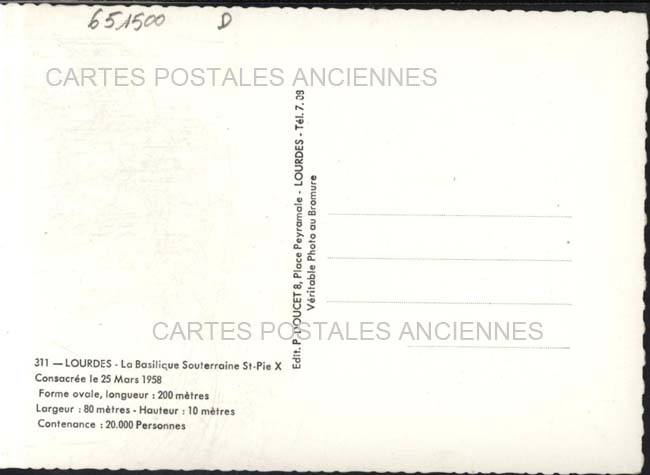 651500 D
CARTES POSTALES ANCIENNES
Edit. P. DOUCET 8, Place Peyramale - LOURDES - Tél. 7.08
Véritable Photo au Bromure
CARTES POSTALES ANCIENNES
311 — LOURDES - La Basilique Souterraine St-Pie X
Consacrée le 25 Mars 1958
Forme ovale, longueur : 200 mètres
Largeur : 80 mètres - Hauteur : 10 mètres
Contenance : 20.000 Personnes